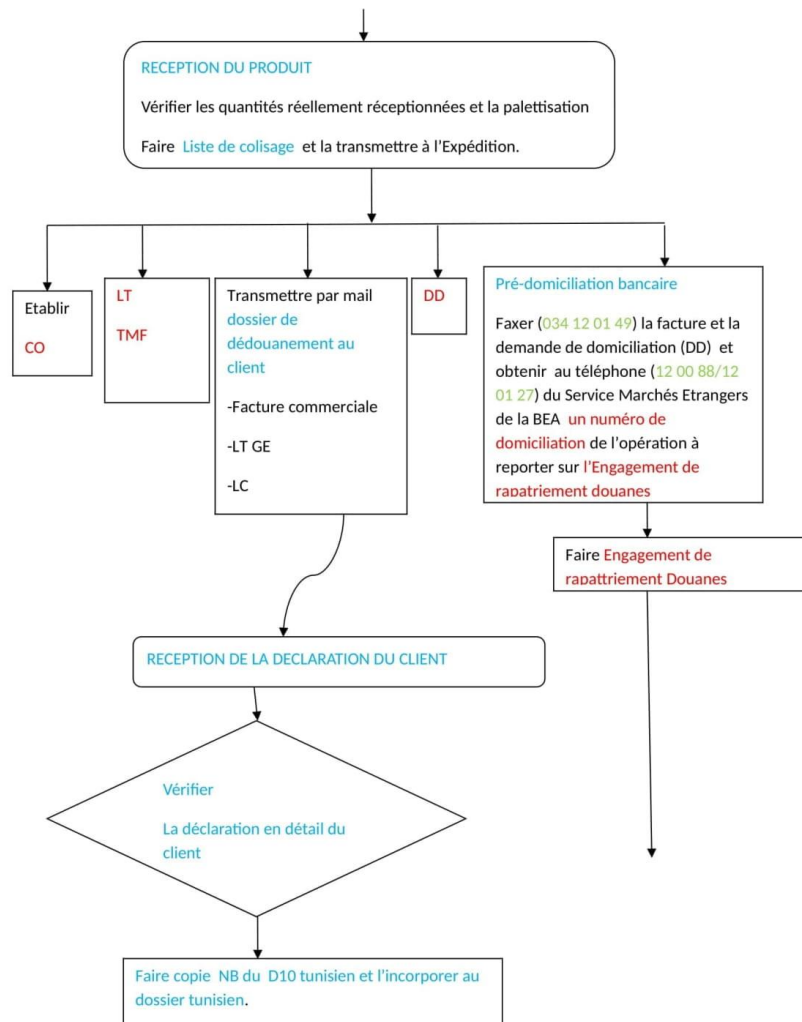 RECEPTION DU PRODUIT
Vérifier les quantités réellement réceptionnées et la palettisation
Faire Liste de colisage et la transmettre à l'Expédition.
Etablir
CO
LT
TMF
Transmettre par mail
dossier de
dédouanement au
client
-Facture commerciale
-LT GE
-LC
DD
Pré-domiciliation bancaire
Faxer (034 12 01 49) la facture et la
demande de domiciliation (DD) et
obtenir au téléphone (12 00 88/12
01 27) du Service Marchés Etrangers
de la BEA un numéro de
domiciliation de l'opération à
reporter sur l'Engagement de
rapatriement douanes
Faire Engagement de
rapattriement Douanes
RECEPTION DE LA DECLARATION DU CLIENT
Vérifier
La déclaration en détail du
client
Faire copie NB du D10 tunisien et l'incorporer au
dossier tunisien.